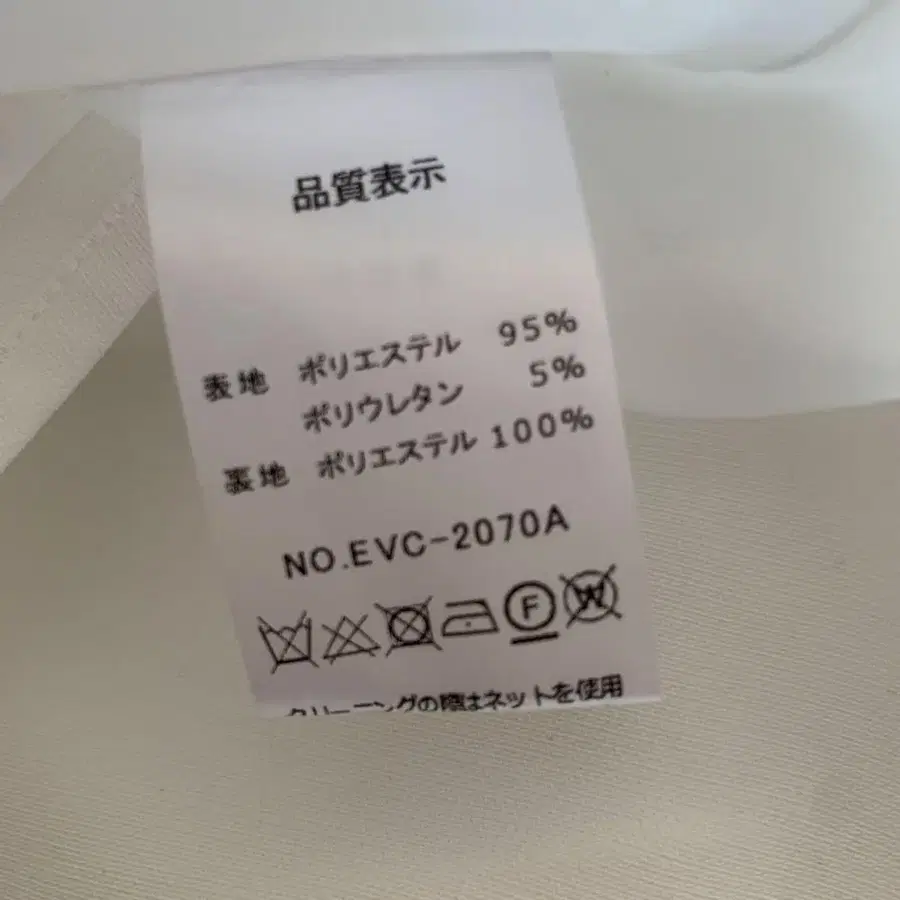 品質表示
表地 ポリエステル 95%
ポリウレタン 5%
裏地 ポリエステル 100%
NO.EVC-2070A
F W
クリーニングの際はネットを使用